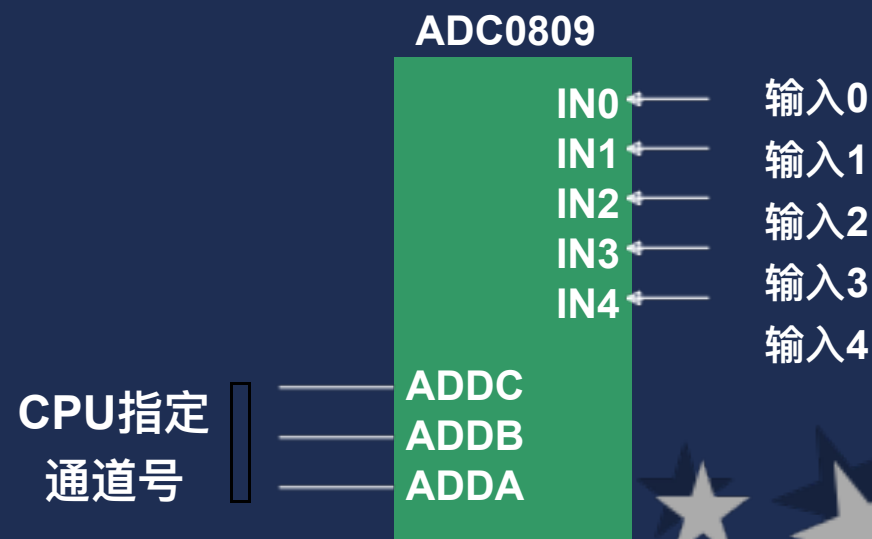 ADC0809
IN0
输入0
IN1
输入1
IN2
输入2
IN3
输入3
IN4
输入4
CPU指定
通道号
ADDC
ADDB
ADDA